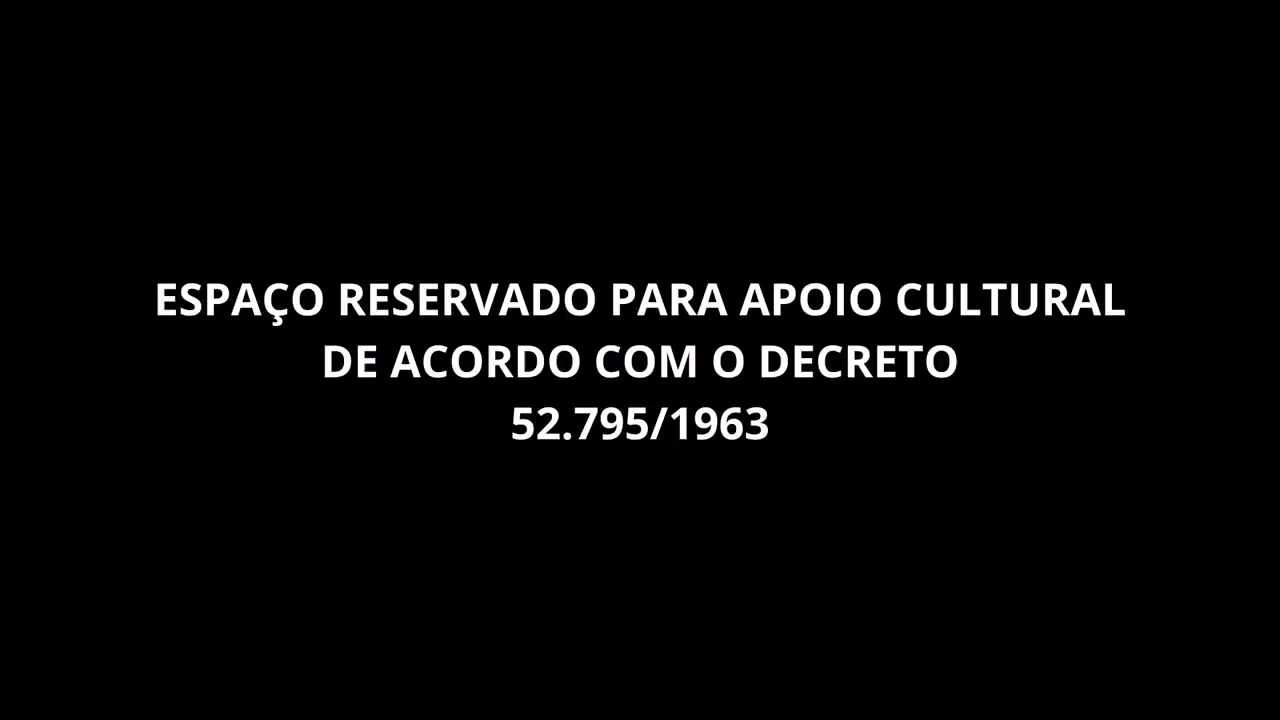 ESPAÇO RESERVADO PARA APOIO CULTURAL
DE ACORDO COM O DECRETO
52.795/1963